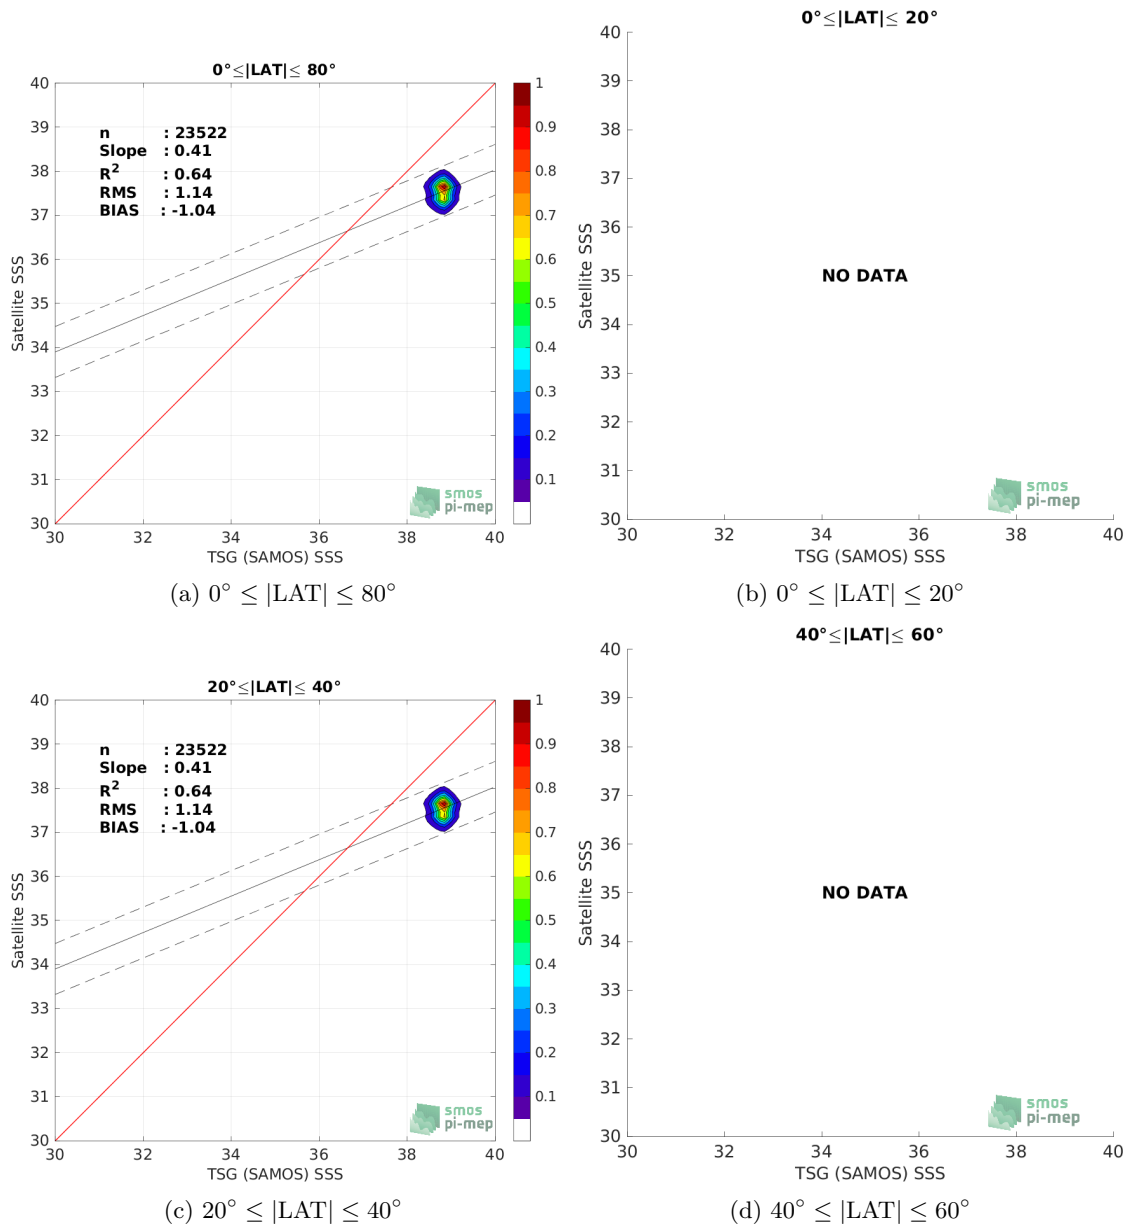 0°≤|LAT|≤ 80°
40
39
38
37
36
35
34
33
32
31
30
Satellite SSS
n : 23522
Slope : 0.41
R² : 0.64
RMS : 1.14
BIAS : -1.04
smos
pi-mep
30 32 34 36 38 40
TSG (SAMOS) SSS
1
0.9
0.8
0.7
0.6
0.5
0.4
0.3
0.2
0.1
(a) 0° ≤ |LAT| ≤ 80°
0°≤|LAT|≤ 20°
40
39
38
37
36
35
34
33
32
31
30
Satellite SSS
NO DATA
smos
pi-mep
30 32 34 36 38 40
TSG (SAMOS) SSS
(b) 0° ≤ |LAT| ≤ 20°
20°≤|LAT|≤ 40°
40
39
38
37
36
35
34
33
32
31
30
Satellite SSS
n : 23522
Slope : 0.41
R² : 0.64
RMS : 1.14
BIAS : -1.04
smos
pi-mep
30 32 34 36 38 40
TSG (SAMOS) SSS
1
0.9
0.8
0.7
0.6
0.5
0.4
0.3
0.2
0.1
(c) 20° ≤ |LAT| ≤ 40°
40°≤|LAT|≤ 60°
40
39
38
37
36
35
34
33
32
31
30
Satellite SSS
NO DATA
smos
pi-mep
30 32 34 36 38 40
TSG (SAMOS) SSS
(d) 40° ≤ |LAT| ≤ 60°